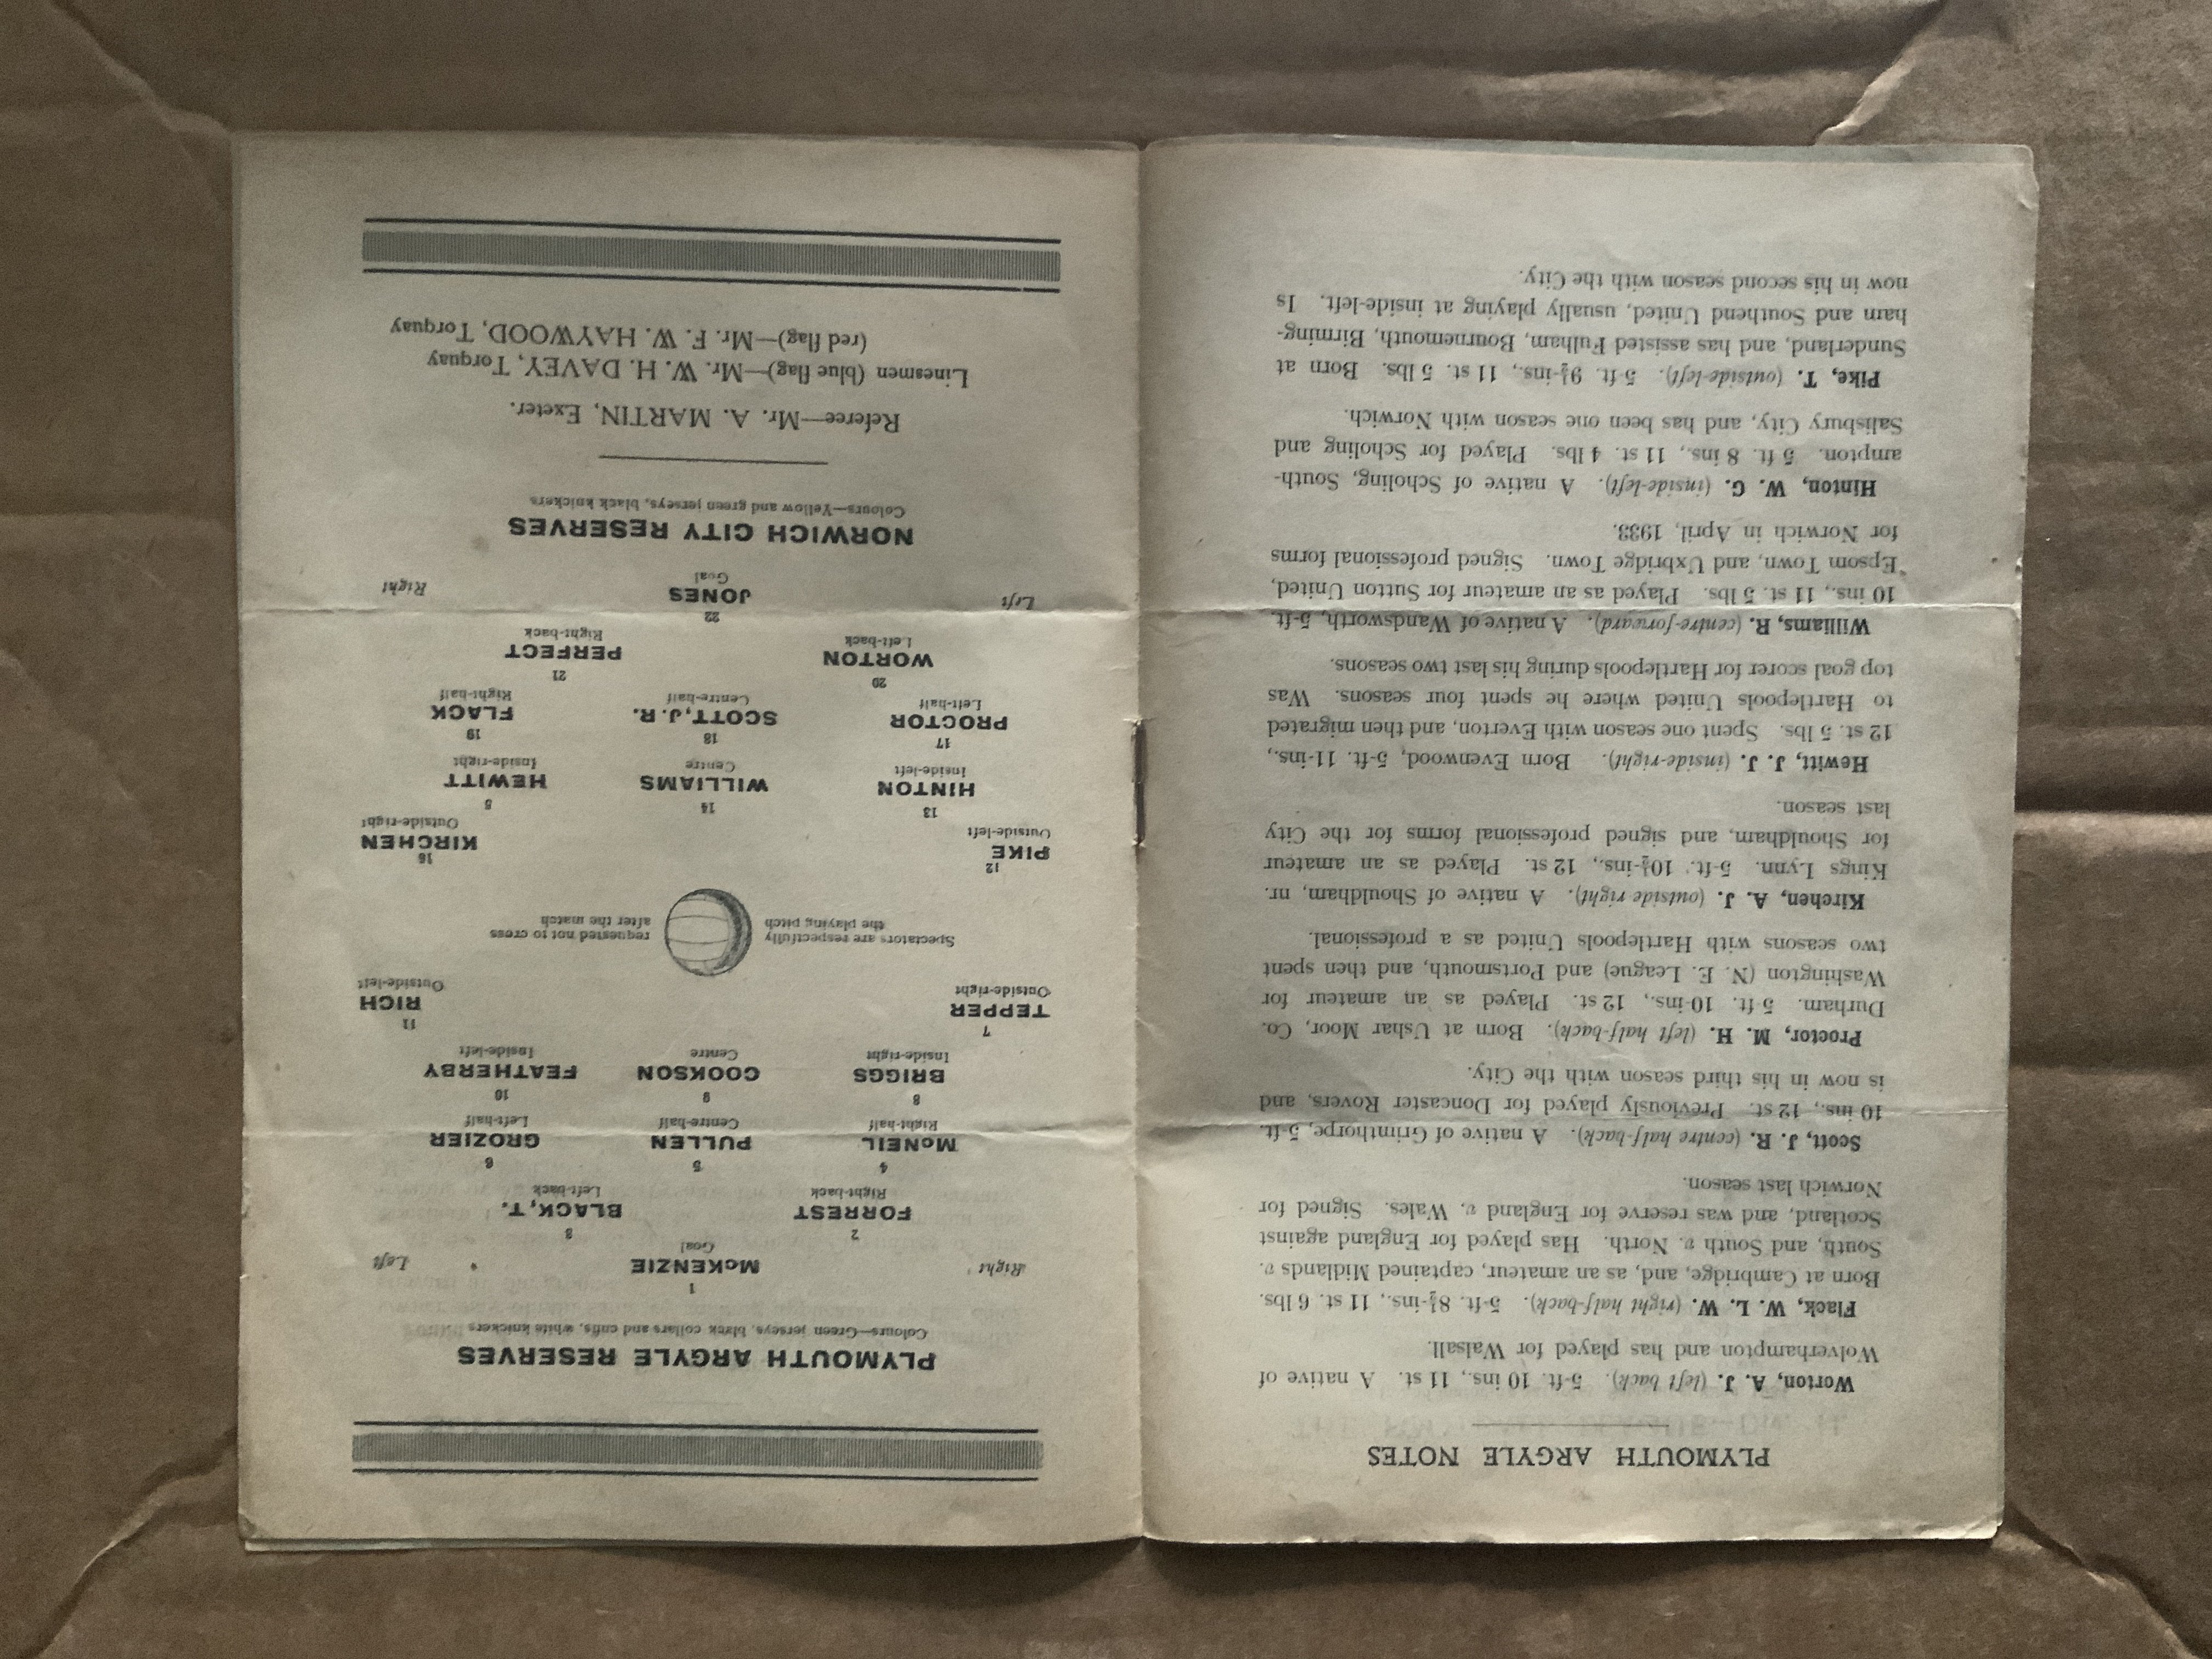 PLYMOUTH ARGYLE NOTES
Worton, A. J. (left back). 5-ft. 10 ins., 11 st. A native of
Wolverhampton and has played for Walsall.
Flack, W. L. W. (right half-back). 5-ft. 8½-ins., 11 st. 6 lbs.
Born at Cambridge, and, as an amateur, captained Midlands v.
South, and South v. North. Has played for England against
Scotland, and was reserve for England v. Wales. Signed for
Norwich last season.
Scott, J. R. (centre half-back). A native of Grimthorpe, 5-ft.
10 ins., 12 st. Previously played for Doncaster Rovers, and
is now in his third season with the City.
Proctor, M. H. (left half-back). Born at Ushar Moor, Co.
Durham. 5-ft. 10-ins., 12 st. Played as an amateur for
Washington (N. E. League) and Portsmouth, and then spent
two seasons with Hartlepools United as a professional.
Kirchen, A. J. (outside right). A native of Shouldham, nr.
Kings Lynn. 5-ft. 10½-ins., 12 st. Played as an amateur
for Shouldham, and signed professional forms for the City
last season.
Hewitt, J. J. (inside-right). Born Evenwood, 5-ft. 11-ins.,
12 st. 5 lbs. Spent one season with Everton, and then migrated
to Hartlepools United where he spent four seasons. Was
top goal scorer for Hartlepools during his last two seasons.
Williams, R. (centre-forward). A native of Wandsworth, 5-ft.
10 ins., 11 st. 5 lbs. Played as an amateur for Sutton United,
Epsom Town, and Uxbridge Town. Signed professional forms
for Norwich in April, 1933.
Hinton, W. G. (inside-left). A native of Scholing, South-
ampton. 5 ft. 8 ins., 11 st. 4 lbs. Played for Scholing and
Salisbury City, and has been one season with Norwich.
Pike, T. (outside-left). 5-ft. 9½-ins., 11 st. 5 lbs. Born at
Sunderland, and has assisted Fulham, Bournemouth, Birming-
ham and Southend United, usually playing at inside-left. Is
now in his second season with the City.
PLYMOUTH ARGYLE RESERVES
Colours—Green jerseys, black collars and cuffs, white knickers
1
Right McKENZIE Left
Goal
2 3
FORREST BLACK, T.
Right-back Left-back
4 5 6
McNEIL PULLEN GROZIER
Right-half Centre-half Left-half
8 9 10
BRIGGS COOKSON FEATHERBY
Inside-right Centre Inside-left
7 11
TEPPER RICH
Outside-right Outside-left
Spectators are respectfully requested not to cross
the playing pitch after the match
12 16
PIKE KIRCHEN
Outside-left Outside-right
13 14 5
HINTON WILLIAMS HEWITT
Inside-left Centre Inside-right
17 18 19
PROCTOR SCOTT, J. R. FLACK
Left-half Centre-half Right-half
20 21
WORTON PERFECT
Left-back Right-back
22
Left JONES Right
Goal
NORWICH CITY RESERVES
Colours—Yellow and green jerseys, black knickers
Referee—Mr. A. MARTIN, Exeter.
Linesmen (blue flag)—Mr. W. H. DAVEY, Torquay
(red flag)—Mr. F. W. HAYWOOD, Torquay